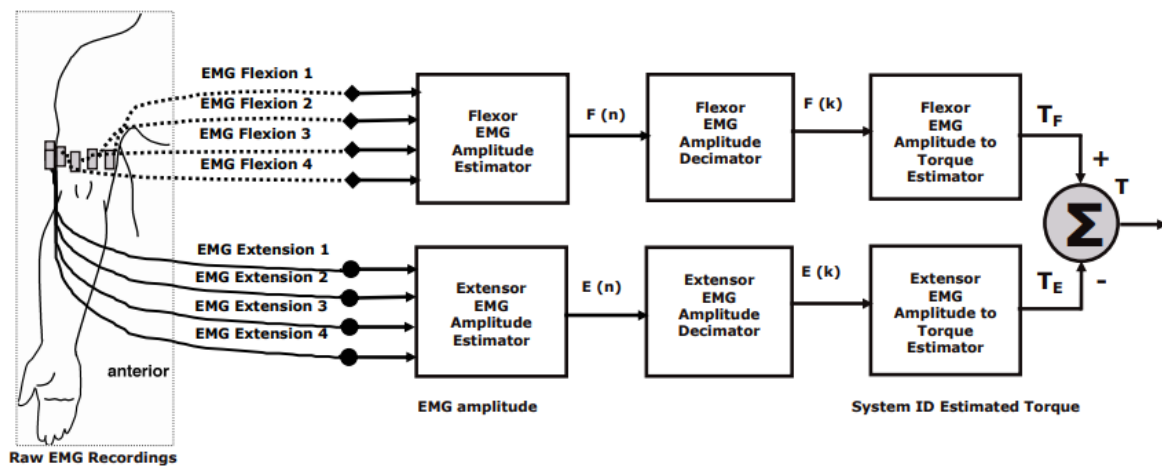 EMG Flexion 1
EMG Flexion 2
EMG Flexion 3
EMG Flexion 4
Flexor
EMG
Amplitude
Estimator
F (n)
Flexor
EMG
Amplitude
Decimator
F (k)
Flexor
EMG
Amplitude to
Torque
Estimator
TF
+
T
Σ
EMG Extension 1
EMG Extension 2
EMG Extension 3
EMG Extension 4
Extensor
EMG
Amplitude
Estimator
E (n)
Extensor
EMG
Amplitude
Decimator
E (k)
Extensor
EMG
Amplitude to
Torque
Estimator
TE
-
anterior
EMG amplitude
System ID Estimated Torque
Raw EMG Recordings